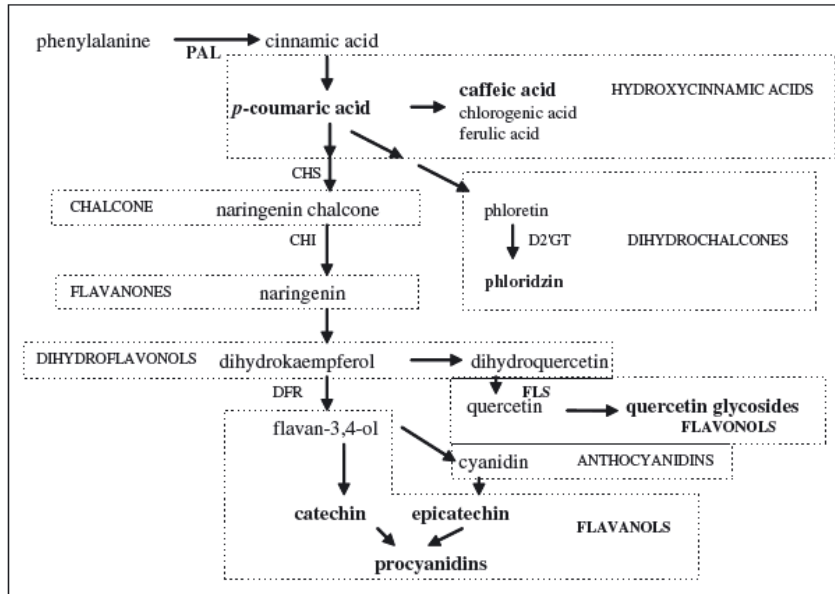 phenylalanine PAL cinnamic acid
caffeic acid HYDROXYCINNAMIC ACIDS
p-coumaric acid chlorogenic acid
ferulic acid
CHS
CHALCONE naringenin chalcone
phloretin
CHI D2'GT DIHYDROCHALCONES
phloridzin
FLAVANONES naringenin
DIHYDROFLAVONOLS dihydrokaempferol dihydroquercetin
DFR FLS
quercetin quercetin glycosides
FLAVONOLS
flavan-3,4-ol
cyanidin ANTHOCYANIDINS
catechin epicatechin
FLAVANOLS
procyanidins